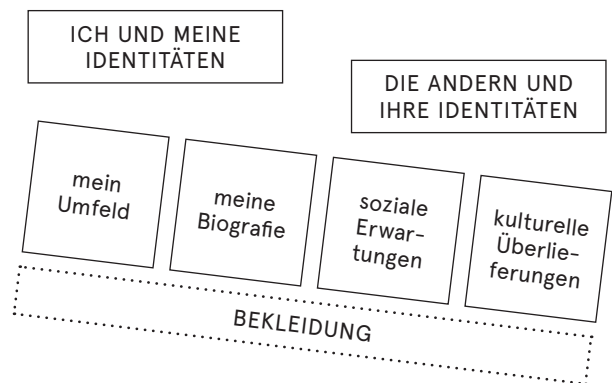 ICH UND MEINE
IDENTITÄTEN
DIE ANDERN UND
IHRE IDENTITÄTEN
mein
Umfeld
meine
Biografie
soziale
Erwar-
tungen
kulturelle
Überlie-
ferungen
BEKLEIDUNG